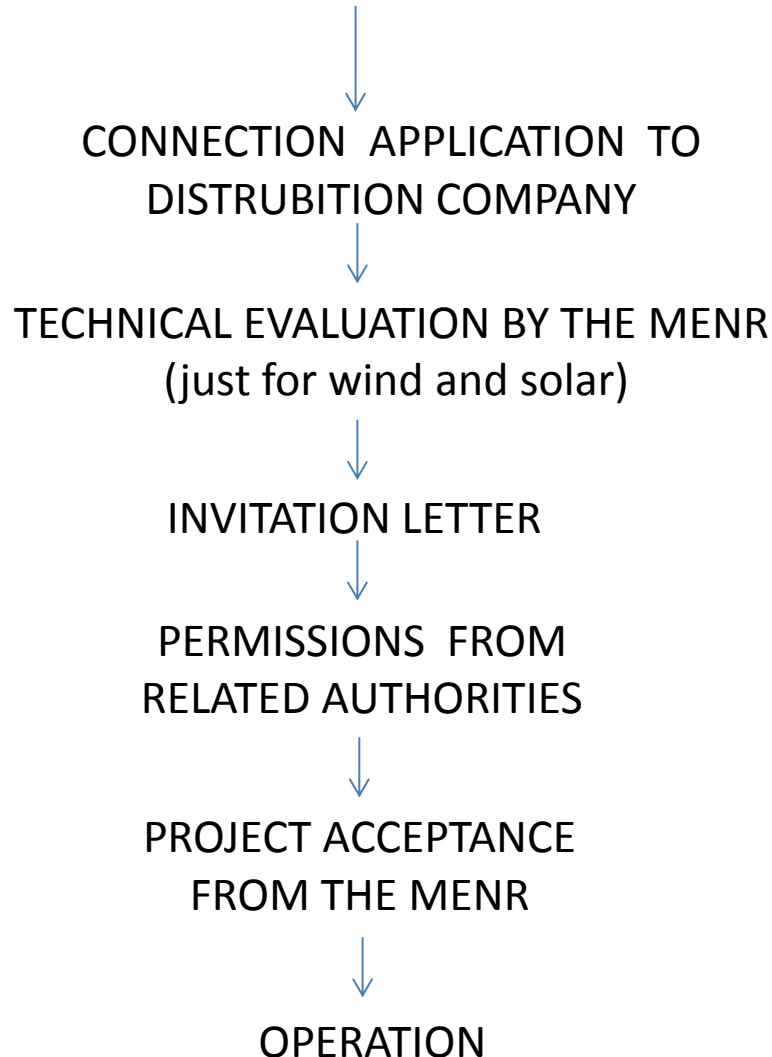 CONNECTION APPLICATION TO
DISTRUBITION COMPANY
TECHNICAL EVALUATION BY THE MENR
(just for wind and solar)
INVITATION LETTER
PERMISSIONS FROM
RELATED AUTHORITIES
PROJECT ACCEPTANCE
FROM THE MENR
OPERATION